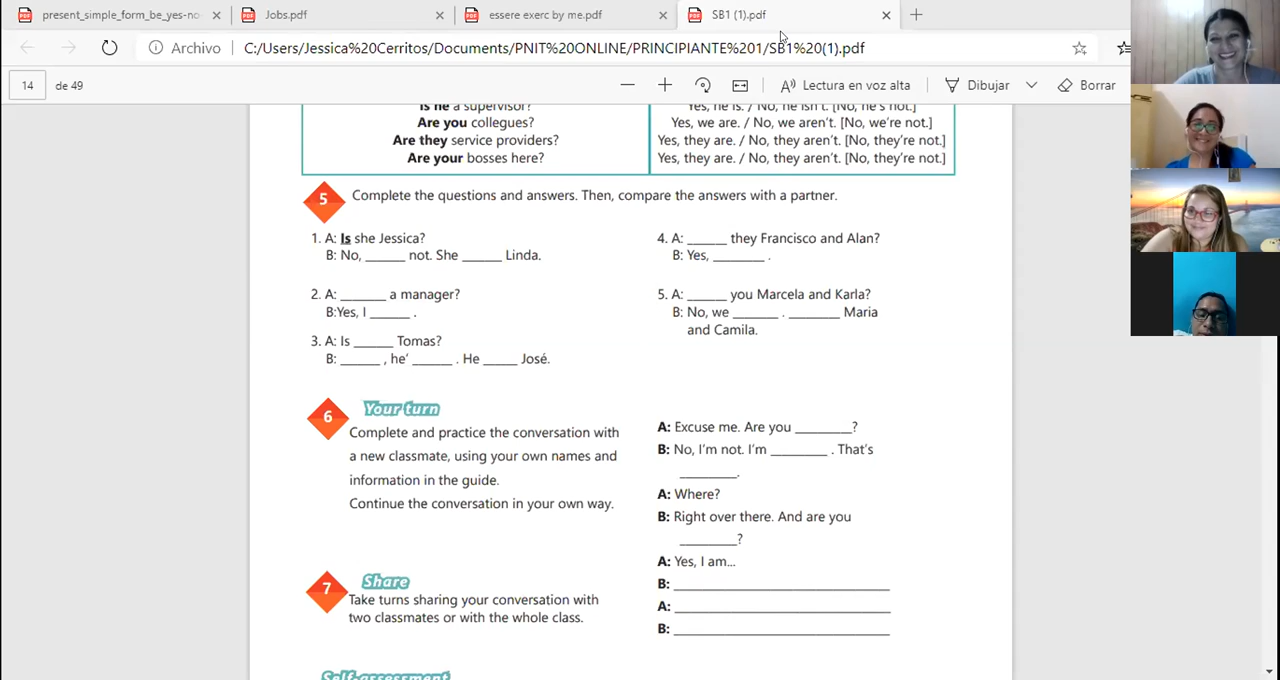 present_simple_form_be_yes-no
Jobs.pdf
essere exerc by me.pdf
SB1 (1).pdf
Archivo
C:/Users/Jessica%20Cerritos/Documents/PNIT%20ONLINE/PRINCIPIANTE%201/SB1%20(1).pdf
14
de 49
Lectura en voz alta
Dibujar
Borrar
Is he a supervisor?
Yes, he is. / No, he isn't. [No, he's not.]
Are you collegues?
Yes, we are. / No, we aren't. [No, we're not.]
Are they service providers?
Yes, they are. / No, they aren't. [No, they're not.]
Are your bosses here?
Yes, they are. / No, they aren't. [No, they're not.]
5
Complete the questions and answers. Then, compare the answers with a partner.
1. A: Is she Jessica?
B: No, ______ not. She ______ Linda.
2. A: _______ a manager?
B:Yes, I ______ .
3. A: Is ______ Tomas?
B: ______ , he' ______ . He _____ José.
4. A: ______ they Francisco and Alan?
B: Yes, ________ .
5. A: ______ you Marcela and Karla?
B: No, we _______ . ________ Maria
and Camila.
6
Your turn
Complete and practice the conversation with
a new classmate, using your own names and
information in the guide.
Continue the conversation in your own way.
A: Excuse me. Are you _________?
B: No, I'm not. I'm _________ . That's
_________.
A: Where?
B: Right over there. And are you
_________?
A: Yes, I am...
B: ___________________________________
A: ___________________________________
B: ___________________________________
7
Share
Take turns sharing your conversation with
two classmates or with the whole class.
Self-assessment